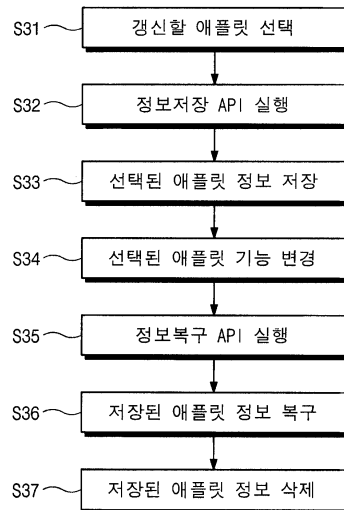 S31 갱신할 애플릿 선택
S32 정보저장 API 실행
S33 선택된 애플릿 정보 저장
S34 선택된 애플릿 기능 변경
S35 정보복구 API 실행
S36 저장된 애플릿 정보 복구
S37 저장된 애플릿 정보 삭제